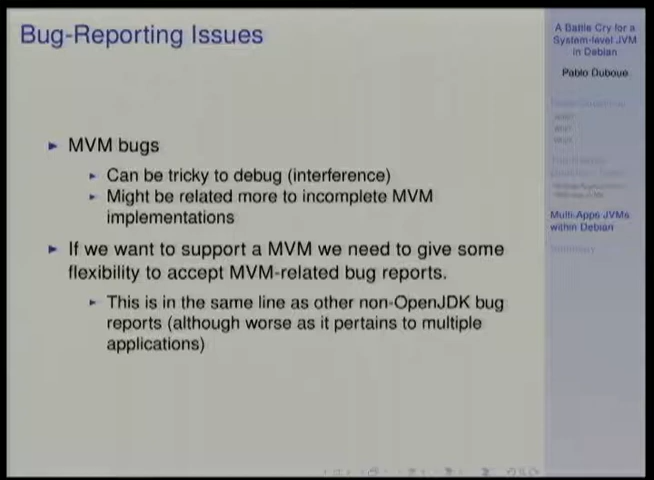 Bug-Reporting Issues
MVM bugs
Can be tricky to debug (interference)
Might be related more to incomplete MVM
implementations
If we want to support a MVM we need to give some
flexibility to accept MVM-related bug reports.
This is in the same line as other non-OpenJDK bug
reports (although worse as it pertains to multiple
applications)
A Battle Cry for a
System-level JVM
in Debian
Pablo Duboue
Multi-Apps JVMs
within Debian
Summary